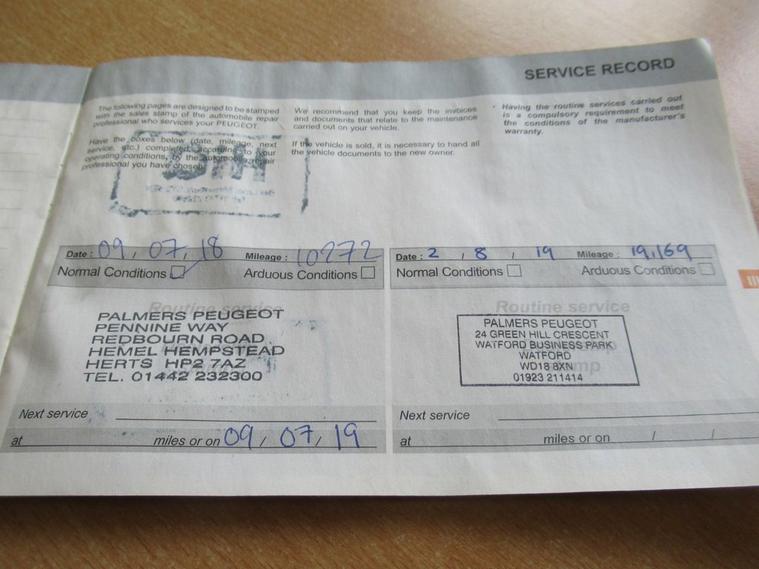 SERVICE RECORD
The following pages are designed to be stamped
with the sales stamp of the automobile repair
professional who services your PEUGEOT.
Have the boxes below (date, mileage, next
service, etc.) completed, according to your
operating conditions, by the automobile repair
professional you have chosen.
We recommend that you keep the invoices
and documents that relate to the maintenance
carried out on your vehicle.
If the vehicle is sold, it is necessary to hand all
the vehicle documents to the new owner.
• Having the routine services carried out
is a compulsory requirement to meet
the conditions of the manufacturer's
warranty.
Date : 09 / 07 / 18 Mileage : 10272
Normal Conditions Arduous Conditions
Routine service
PALMERS PEUGEOT
PENNINE WAY
REDBOURN ROAD
HEMEL HEMPSTEAD
HERTS HP2 7AZ
TEL. 01442 232300
Next service
at miles or on 09 / 07 / 19
Date : 2 / 8 / 19 Mileage : 19,169
Normal Conditions Arduous Conditions
Routine service
PALMERS PEUGEOT
24 GREEN HILL CRESCENT
WATFORD BUSINESS PARK
WATFORD
WD18 8XN
01923 211414
Next service
at miles or on / /